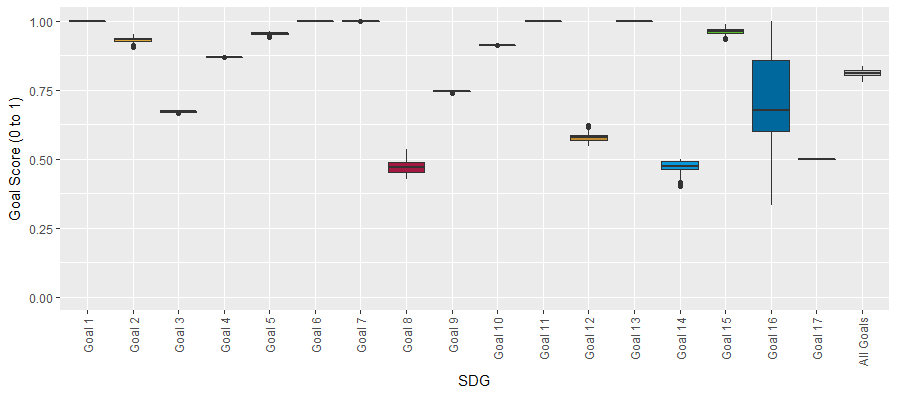 1.00
0.75
0.50
0.25
0.00
Goal Score (0 to 1)
Goal 1
Goal 2
Goal 3
Goal 4
Goal 5
Goal 6
Goal 7
Goal 8
Goal 9
Goal 10
Goal 11
Goal 12
Goal 13
Goal 14
Goal 15
Goal 16
Goal 17
All Goals
SDG